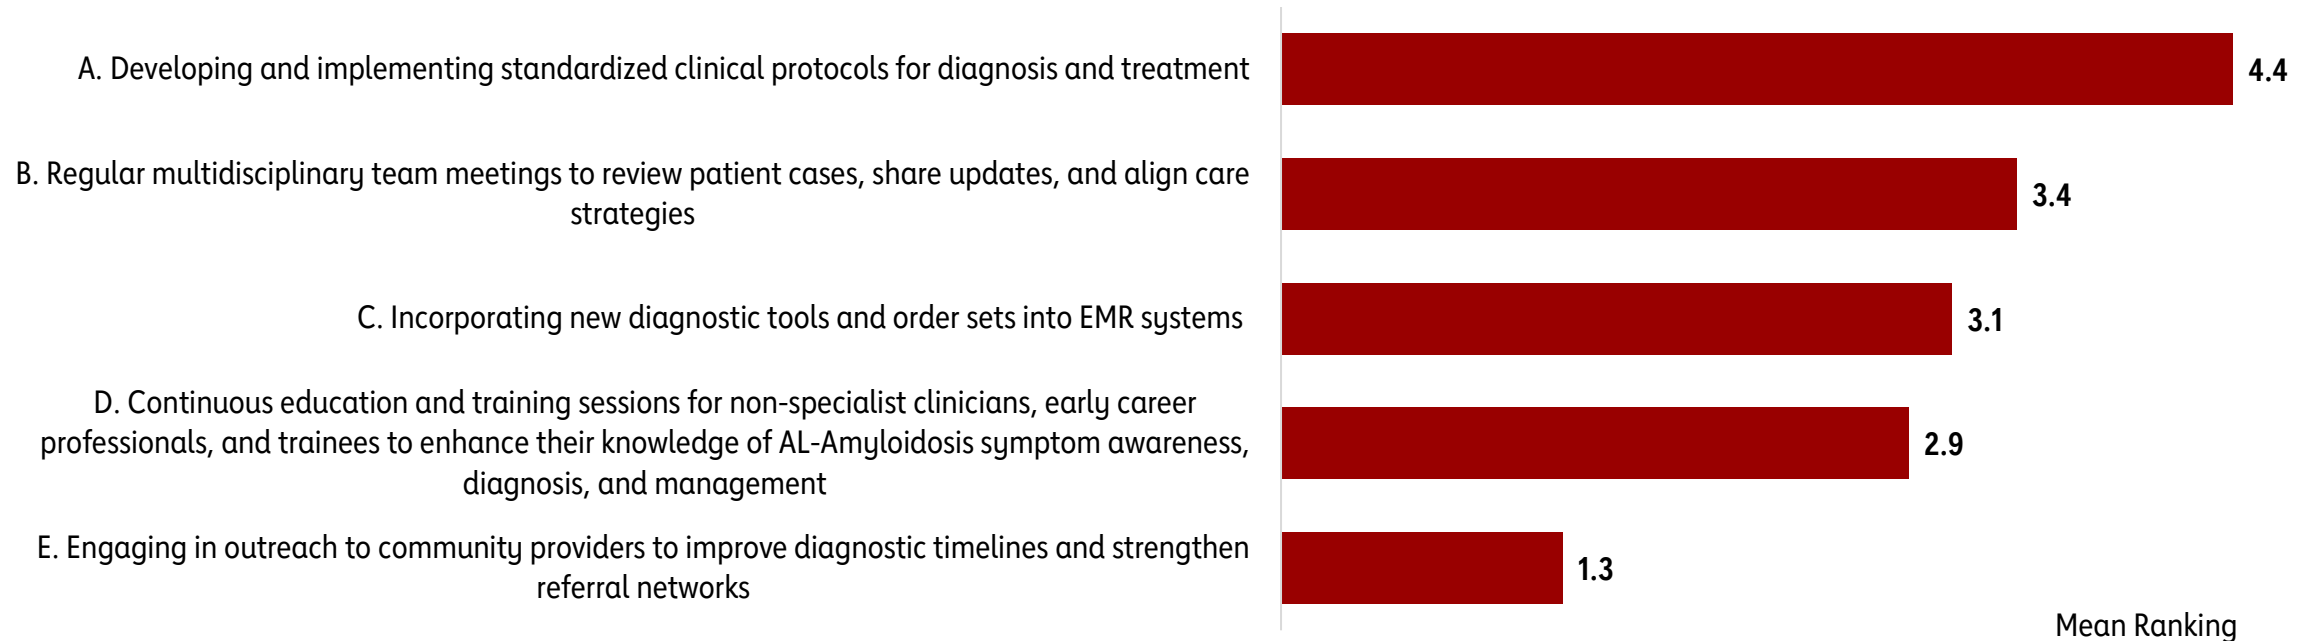 A. Developing and implementing standardized clinical protocols for diagnosis and treatment
4.4
B. Regular multidisciplinary team meetings to review patient cases, share updates, and align care
strategies
3.4
C. Incorporating new diagnostic tools and order sets into EMR systems
3.1
D. Continuous education and training sessions for non-specialist clinicians, early career
professionals, and trainees to enhance their knowledge of AL-Amyloidosis symptom awareness,
diagnosis, and management
2.9
E. Engaging in outreach to community providers to improve diagnostic timelines and strengthen
referral networks
1.3
Mean Ranking